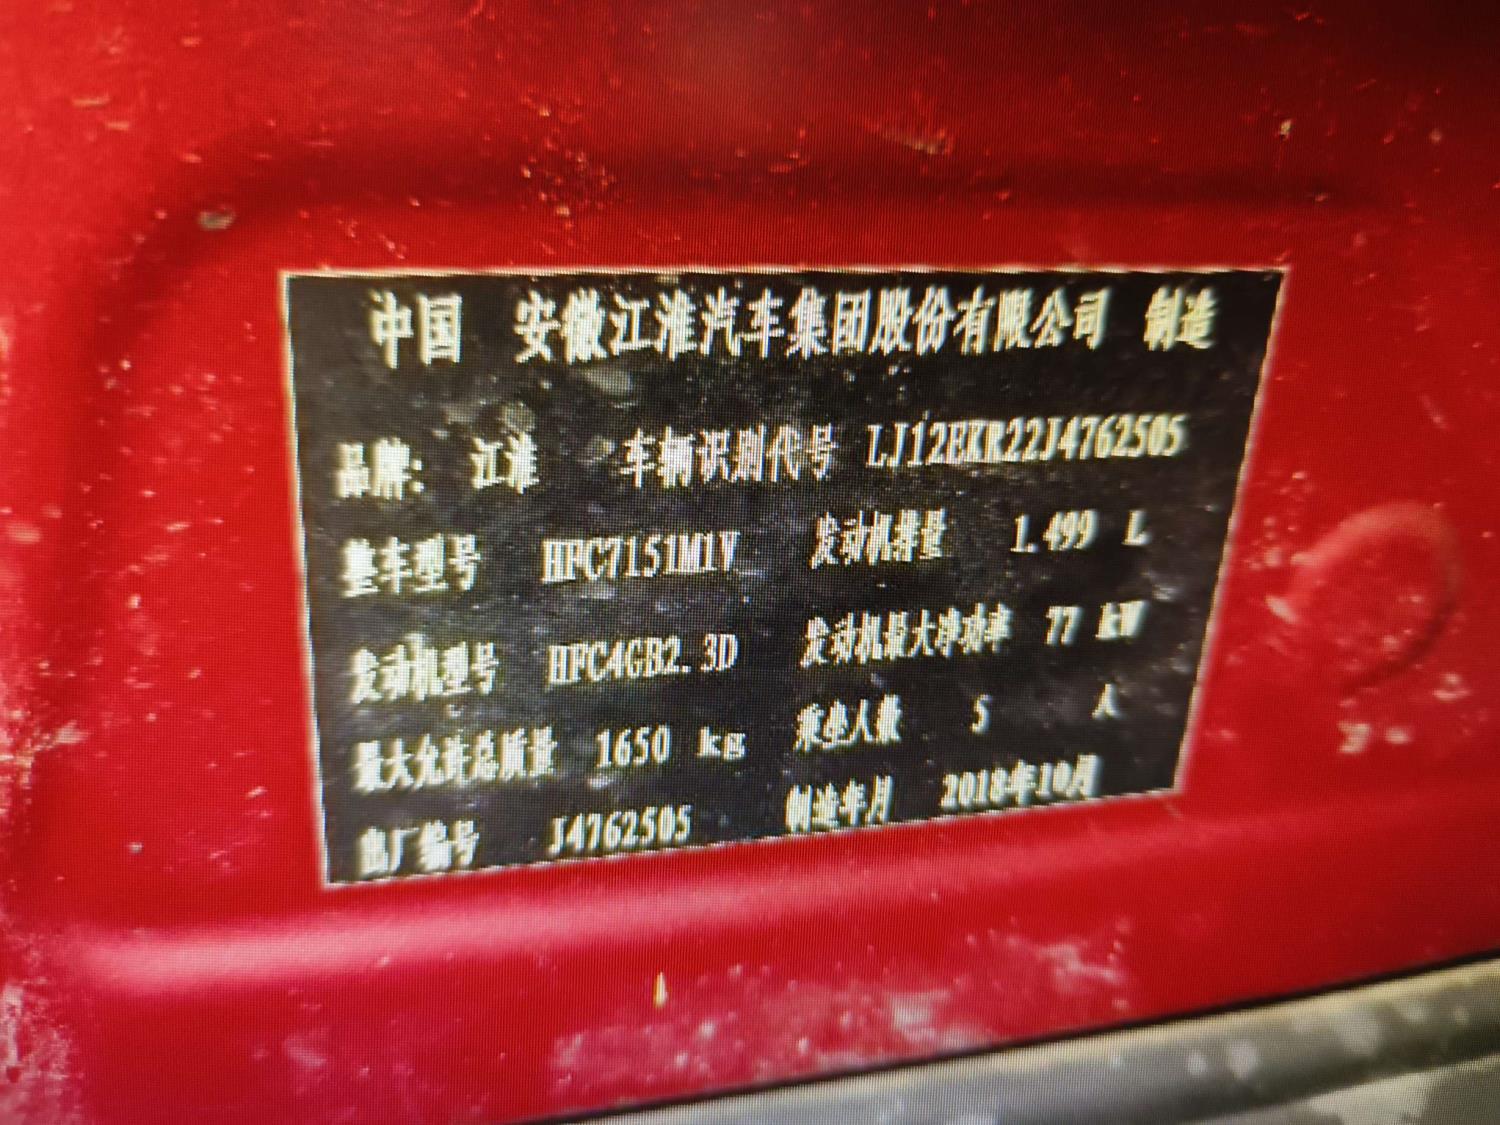 中国 安徽江淮汽车集团股份有限公司 制造
品牌: 江淮 车辆识别代号 LJ12EKR22J4762505
整车型号 HFC7151M1V 发动机排量 1.499 L
发动机型号 HFC4GB2.3D 发动机最大净功率 77 kW
最大允许总质量 1650 kg 乘坐人数 5 人
出厂编号 J4762505 制造年月 2018年10月